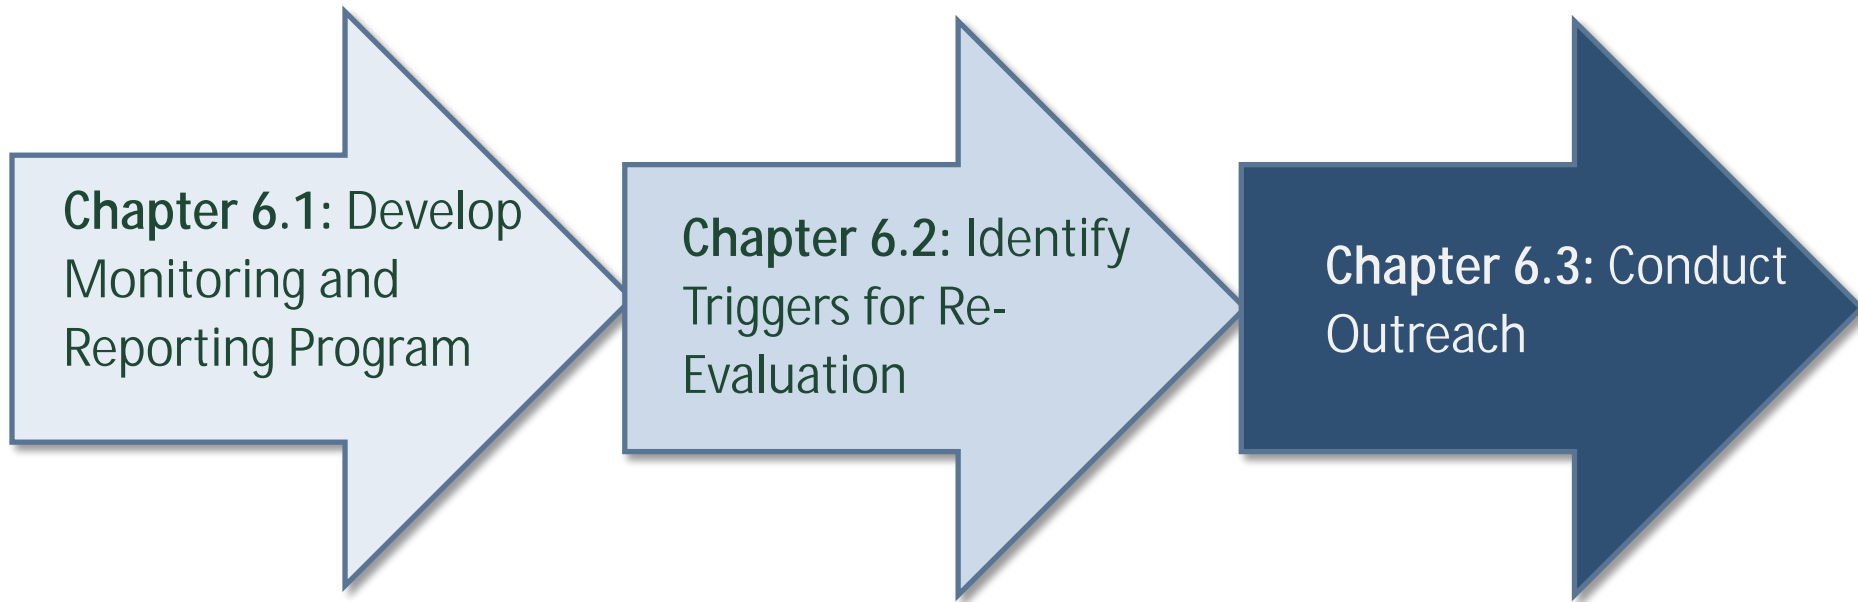 Chapter 6.1: Develop
Monitoring and
Reporting Program
Chapter 6.2: Identify
Triggers for Re-
Evaluation
Chapter 6.3: Conduct
Outreach